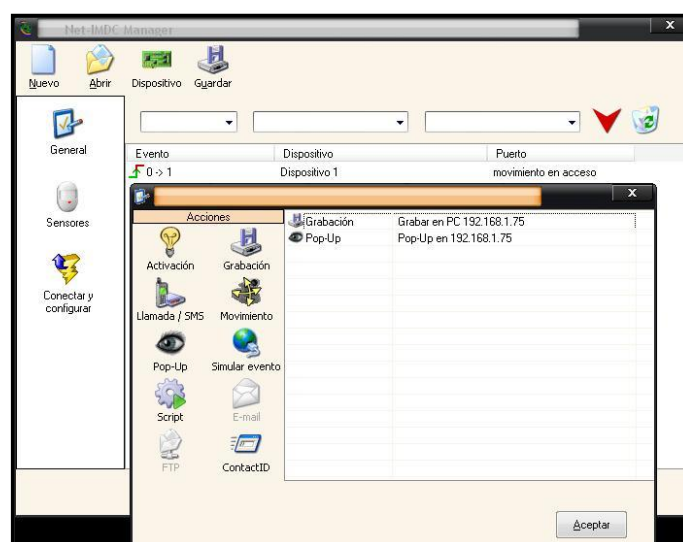 Net-IMDC Manager
X
Nuevo Abrir Dispositivo Guardar
General
Evento Dispositivo Puerto
0 -> 1 Dispositivo 1 movimiento en acceso
X
Acciones
Grabación Grabar en PC 192.168.1.75
Pop-Up Pop-Up en 192.168.1.75
Sensores
Activación Grabación
Conectar y
configurar
Llamada / SMS Movimiento
Pop-Up Simular evento
Script E-mail
FTP ContactID
Aceptar